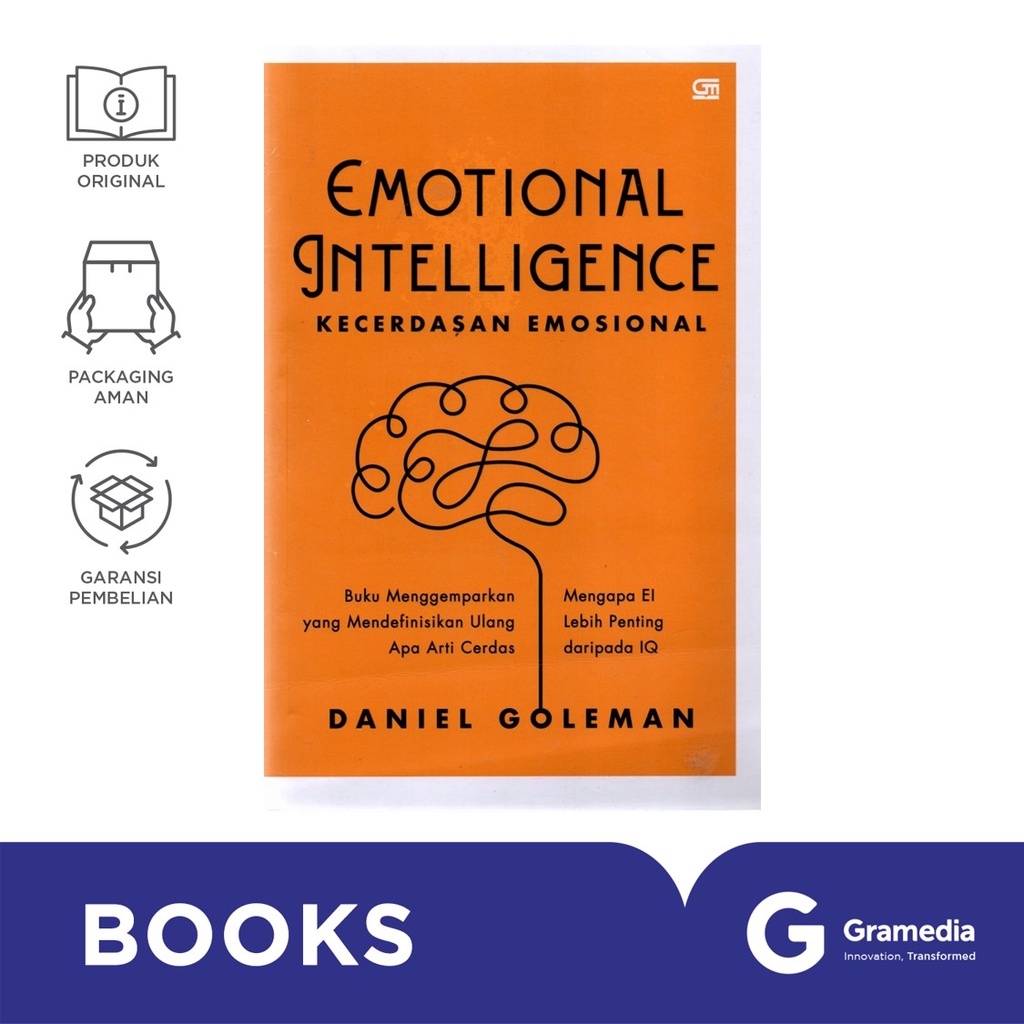 PRODUK
ORIGINAL
PACKAGING
AMAN
GARANSI
PEMBELIAN
GM
EMOTIONAL
INTELLIGENCE
KECERDASAN EMOSIONAL
Buku Menggemparkan
yang Mendefinisikan Ulang
Apa Arti Cerdas
Mengapa EI
Lebih Penting
daripada IQ
DANIEL GOLEMAN
BOOKS
G Gramedia
Innovation, Transformed